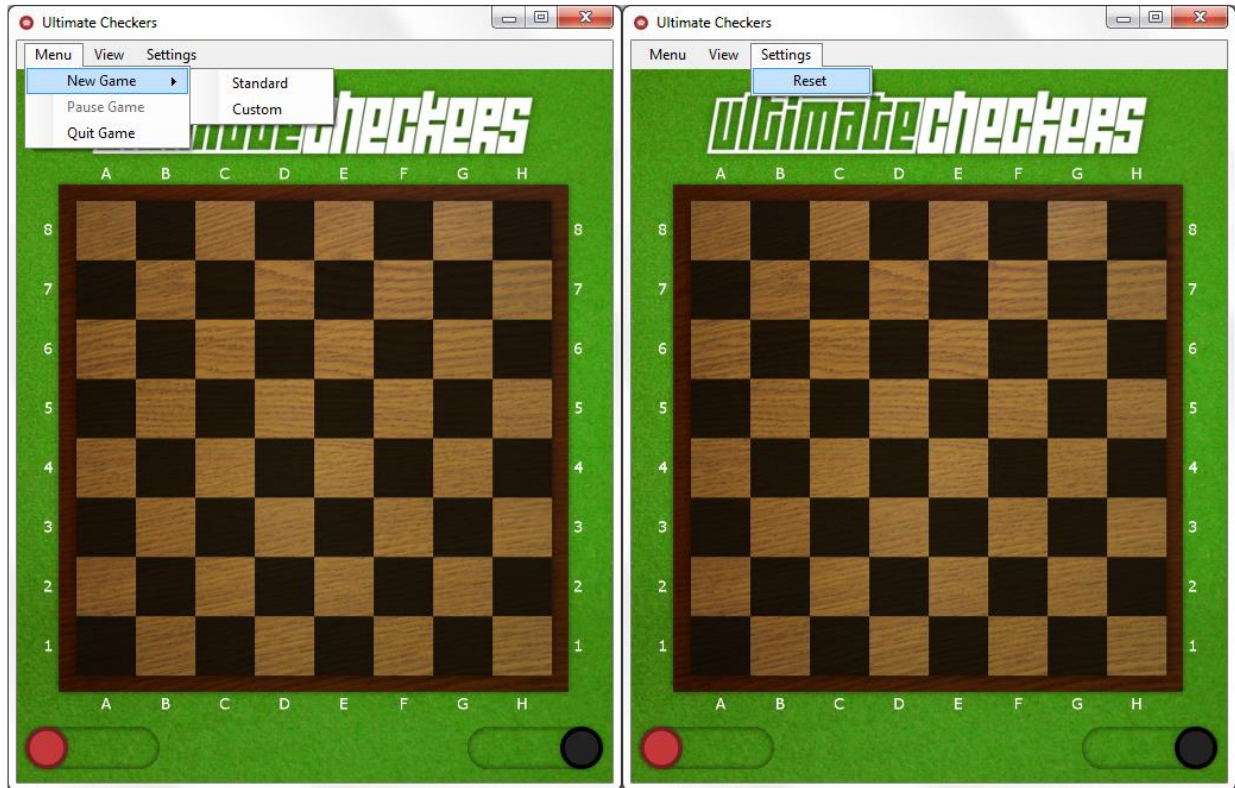 Ultimate Checkers
Menu View Settings
New Game Standard
Pause Game Custom
Quit Game
checkers
A B C D E F G H
8 8
7 7
6 6
5 5
4 4
3 3
2 2
1 1
A B C D E F G H
Ultimate Checkers
Menu View Settings
Reset
ultimatecheckers
A B C D E F G H
8 8
7 7
6 6
5 5
4 4
3 3
2 2
1 1
A B C D E F G H